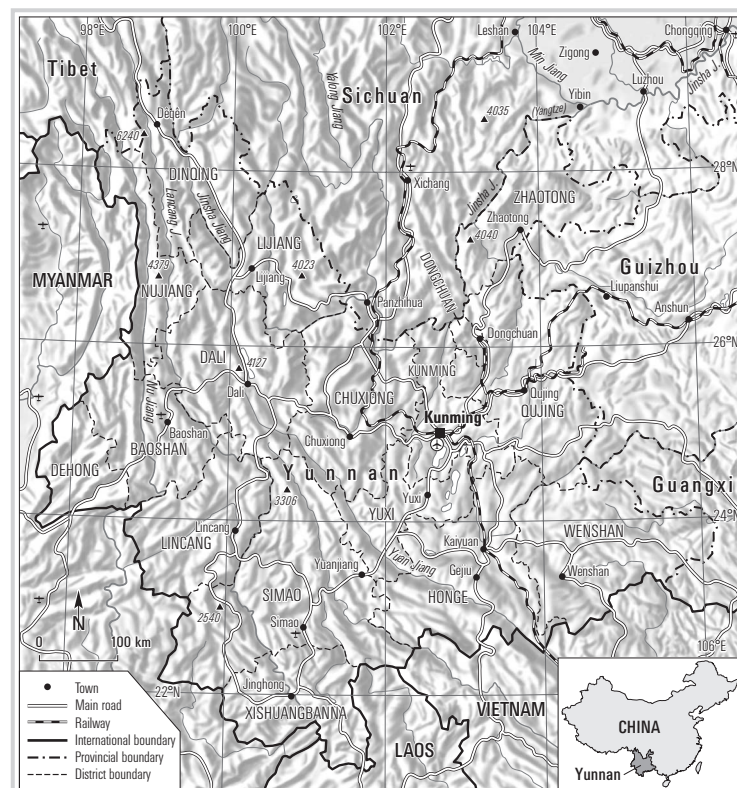 98°E
100°E
102°E
104°E
Leshan
Chongqing
Zigong
Min Jiang
Tibet
Yalong Jiang
Sichuan
Luzhou
Jinsha J.
Yibin
(Yangtze)
4035
Dêqên
6240
DINQING
28°N
Xichang
Lancang J.
Jinsha Jiang
Jinsha J.
ZHAOTONG
Zhaotong
4040
LIJIANG
DONGCHUAN
Guizhou
4379
Lijiang
4023
MYANMAR
NUJIANG
Liupanshui
Panzhihua
Anshun
Dongchuan
26°N
DALI
4127
KUNMING
Nu Jiang
Dali
CHUXIONG
Qujing
QUJING
Kunming
Baoshan
Chuxiong
BAOSHAN
DEHONG
Yunnan
Guangxi
3306
Yuxi
YUXI
24°N
Lincang
WENSHAN
LINCANG
Kaiyuan
Yuan Jiang
Yuanjiang
Gejiu
Wenshan
SIMAO
HONGE
N
2540
Simao
0
100 km
106°E
Jinghong
22°N
VIETNAM
XISHUANGBANNA
LAOS
Town
Main road
Railway
International boundary
Provincial boundary
District boundary
CHINA
Yunnan